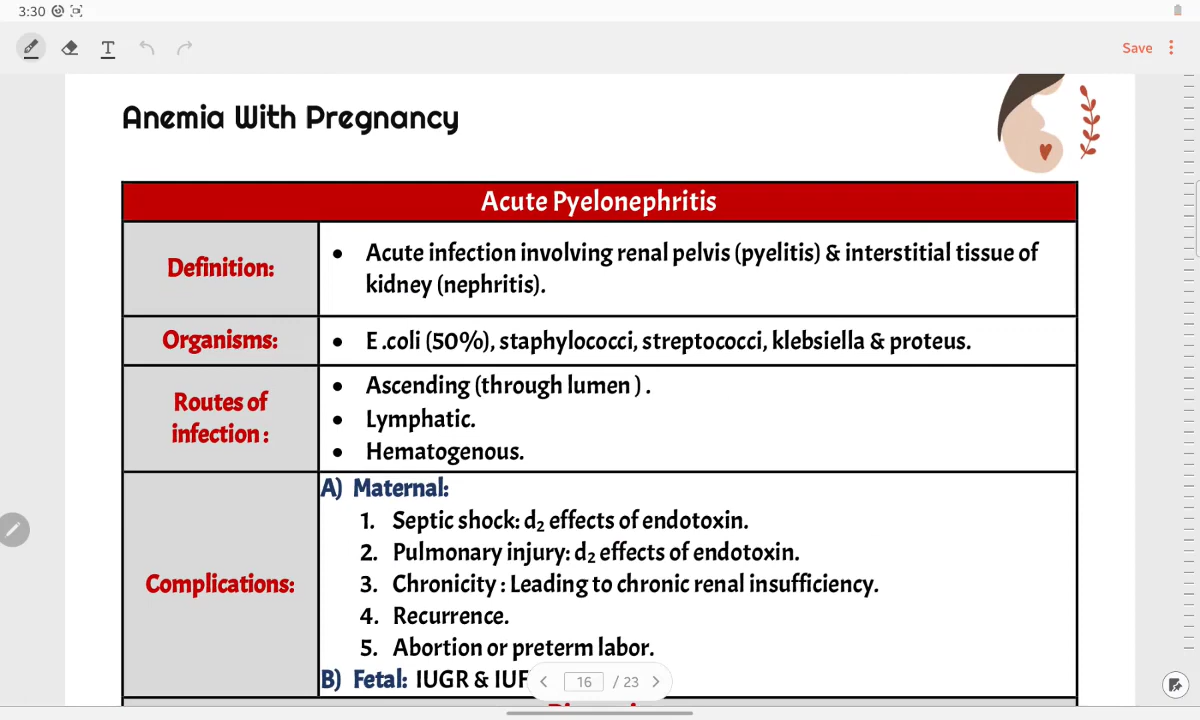 3:30
Save
Anemia With Pregnancy
Acute Pyelonephritis
Definition:
• Acute infection involving renal pelvis (pyelitis) & interstitial tissue of
kidney (nephritis).
Organisms:
• E .coli (50%), staphylococci, streptococci, klebsiella & proteus.
Routes of
infection :
• Ascending (through lumen ) .
• Lymphatic.
• Hematogenous.
Complications:
A) Maternal:
1. Septic shock: d₂ effects of endotoxin.
2. Pulmonary injury: d₂ effects of endotoxin.
3. Chronicity : Leading to chronic renal insufficiency.
4. Recurrence.
5. Abortion or preterm labor.
B) Fetal: IUGR & IUF
16 / 23